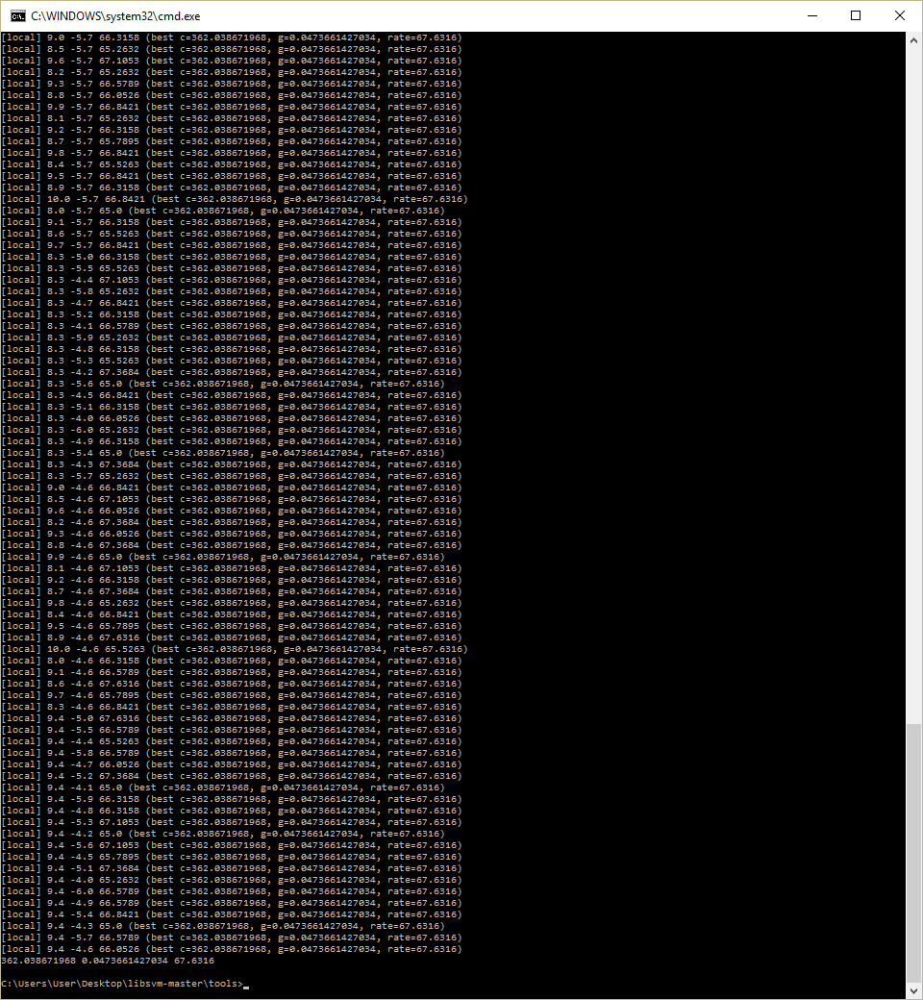 C:\WINDOWS\system32\cmd.exe
[local] 9.0 -5.7 66.3158 (best c=362.038671968, g=0.0473661427034, rate=67.6316)
[local] 8.5 -5.7 65.2632 (best c=362.038671968, g=0.0473661427034, rate=67.6316)
[local] 9.6 -5.7 67.1053 (best c=362.038671968, g=0.0473661427034, rate=67.6316)
[local] 8.2 -5.7 65.2632 (best c=362.038671968, g=0.0473661427034, rate=67.6316)
[local] 9.3 -5.7 66.5789 (best c=362.038671968, g=0.0473661427034, rate=67.6316)
[local] 8.8 -5.7 66.0526 (best c=362.038671968, g=0.0473661427034, rate=67.6316)
[local] 9.9 -5.7 66.8421 (best c=362.038671968, g=0.0473661427034, rate=67.6316)
[local] 8.1 -5.7 65.2632 (best c=362.038671968, g=0.0473661427034, rate=67.6316)
[local] 9.2 -5.7 66.3158 (best c=362.038671968, g=0.0473661427034, rate=67.6316)
[local] 8.7 -5.7 65.7895 (best c=362.038671968, g=0.0473661427034, rate=67.6316)
[local] 9.8 -5.7 66.8421 (best c=362.038671968, g=0.0473661427034, rate=67.6316)
[local] 8.4 -5.7 65.5263 (best c=362.038671968, g=0.0473661427034, rate=67.6316)
[local] 9.5 -5.7 66.8421 (best c=362.038671968, g=0.0473661427034, rate=67.6316)
[local] 8.9 -5.7 66.3158 (best c=362.038671968, g=0.0473661427034, rate=67.6316)
[local] 10.0 -5.7 66.8421 (best c=362.038671968, g=0.0473661427034, rate=67.6316)
[local] 8.0 -5.7 65.0 (best c=362.038671968, g=0.0473661427034, rate=67.6316)
[local] 9.1 -5.7 66.3158 (best c=362.038671968, g=0.0473661427034, rate=67.6316)
[local] 8.6 -5.7 65.5263 (best c=362.038671968, g=0.0473661427034, rate=67.6316)
[local] 9.7 -5.7 66.8421 (best c=362.038671968, g=0.0473661427034, rate=67.6316)
[local] 8.3 -5.0 66.3158 (best c=362.038671968, g=0.0473661427034, rate=67.6316)
[local] 8.3 -5.5 65.5263 (best c=362.038671968, g=0.0473661427034, rate=67.6316)
[local] 8.3 -4.4 67.1053 (best c=362.038671968, g=0.0473661427034, rate=67.6316)
[local] 8.3 -5.8 65.2632 (best c=362.038671968, g=0.0473661427034, rate=67.6316)
[local] 8.3 -4.7 66.8421 (best c=362.038671968, g=0.0473661427034, rate=67.6316)
[local] 8.3 -5.2 66.3158 (best c=362.038671968, g=0.0473661427034, rate=67.6316)
[local] 8.3 -4.1 66.5789 (best c=362.038671968, g=0.0473661427034, rate=67.6316)
[local] 8.3 -5.9 65.2632 (best c=362.038671968, g=0.0473661427034, rate=67.6316)
[local] 8.3 -4.8 66.3158 (best c=362.038671968, g=0.0473661427034, rate=67.6316)
[local] 8.3 -5.3 65.5263 (best c=362.038671968, g=0.0473661427034, rate=67.6316)
[local] 8.3 -4.2 67.3684 (best c=362.038671968, g=0.0473661427034, rate=67.6316)
[local] 8.3 -5.6 65.0 (best c=362.038671968, g=0.0473661427034, rate=67.6316)
[local] 8.3 -4.5 66.8421 (best c=362.038671968, g=0.0473661427034, rate=67.6316)
[local] 8.3 -5.1 66.3158 (best c=362.038671968, g=0.0473661427034, rate=67.6316)
[local] 8.3 -4.0 66.0526 (best c=362.038671968, g=0.0473661427034, rate=67.6316)
[local] 8.3 -6.0 65.2632 (best c=362.038671968, g=0.0473661427034, rate=67.6316)
[local] 8.3 -4.9 66.3158 (best c=362.038671968, g=0.0473661427034, rate=67.6316)
[local] 8.3 -5.4 65.0 (best c=362.038671968, g=0.0473661427034, rate=67.6316)
[local] 8.3 -4.3 67.3684 (best c=362.038671968, g=0.0473661427034, rate=67.6316)
[local] 8.3 -5.7 65.2632 (best c=362.038671968, g=0.0473661427034, rate=67.6316)
[local] 9.0 -4.6 66.8421 (best c=362.038671968, g=0.0473661427034, rate=67.6316)
[local] 8.5 -4.6 67.1053 (best c=362.038671968, g=0.0473661427034, rate=67.6316)
[local] 9.6 -4.6 66.0526 (best c=362.038671968, g=0.0473661427034, rate=67.6316)
[local] 8.2 -4.6 67.3684 (best c=362.038671968, g=0.0473661427034, rate=67.6316)
[local] 9.3 -4.6 66.0526 (best c=362.038671968, g=0.0473661427034, rate=67.6316)
[local] 8.8 -4.6 67.3684 (best c=362.038671968, g=0.0473661427034, rate=67.6316)
[local] 9.9 -4.6 65.0 (best c=362.038671968, g=0.0473661427034, rate=67.6316)
[local] 8.1 -4.6 67.1053 (best c=362.038671968, g=0.0473661427034, rate=67.6316)
[local] 9.2 -4.6 66.3158 (best c=362.038671968, g=0.0473661427034, rate=67.6316)
[local] 8.7 -4.6 67.3684 (best c=362.038671968, g=0.0473661427034, rate=67.6316)
[local] 9.8 -4.6 65.2632 (best c=362.038671968, g=0.0473661427034, rate=67.6316)
[local] 8.4 -4.6 66.8421 (best c=362.038671968, g=0.0473661427034, rate=67.6316)
[local] 9.5 -4.6 65.7895 (best c=362.038671968, g=0.0473661427034, rate=67.6316)
[local] 8.9 -4.6 67.6316 (best c=362.038671968, g=0.0473661427034, rate=67.6316)
[local] 10.0 -4.6 65.5263 (best c=362.038671968, g=0.0473661427034, rate=67.6316)
[local] 8.0 -4.6 66.3158 (best c=362.038671968, g=0.0473661427034, rate=67.6316)
[local] 9.1 -4.6 66.5789 (best c=362.038671968, g=0.0473661427034, rate=67.6316)
[local] 8.6 -4.6 67.6316 (best c=362.038671968, g=0.0473661427034, rate=67.6316)
[local] 9.7 -4.6 65.7895 (best c=362.038671968, g=0.0473661427034, rate=67.6316)
[local] 8.3 -4.6 66.8421 (best c=362.038671968, g=0.0473661427034, rate=67.6316)
[local] 9.4 -5.0 67.6316 (best c=362.038671968, g=0.0473661427034, rate=67.6316)
[local] 9.4 -5.5 66.5789 (best c=362.038671968, g=0.0473661427034, rate=67.6316)
[local] 9.4 -4.4 65.5263 (best c=362.038671968, g=0.0473661427034, rate=67.6316)
[local] 9.4 -5.8 66.5789 (best c=362.038671968, g=0.0473661427034, rate=67.6316)
[local] 9.4 -4.7 66.0526 (best c=362.038671968, g=0.0473661427034, rate=67.6316)
[local] 9.4 -5.2 67.3684 (best c=362.038671968, g=0.0473661427034, rate=67.6316)
[local] 9.4 -4.1 65.0 (best c=362.038671968, g=0.0473661427034, rate=67.6316)
[local] 9.4 -5.9 66.3158 (best c=362.038671968, g=0.0473661427034, rate=67.6316)
[local] 9.4 -4.8 66.3158 (best c=362.038671968, g=0.0473661427034, rate=67.6316)
[local] 9.4 -5.3 67.1053 (best c=362.038671968, g=0.0473661427034, rate=67.6316)
[local] 9.4 -4.2 65.0 (best c=362.038671968, g=0.0473661427034, rate=67.6316)
[local] 9.4 -5.6 67.1053 (best c=362.038671968, g=0.0473661427034, rate=67.6316)
[local] 9.4 -4.5 65.7895 (best c=362.038671968, g=0.0473661427034, rate=67.6316)
[local] 9.4 -5.1 67.3684 (best c=362.038671968, g=0.0473661427034, rate=67.6316)
[local] 9.4 -4.0 65.2632 (best c=362.038671968, g=0.0473661427034, rate=67.6316)
[local] 9.4 -6.0 66.5789 (best c=362.038671968, g=0.0473661427034, rate=67.6316)
[local] 9.4 -4.9 66.5789 (best c=362.038671968, g=0.0473661427034, rate=67.6316)
[local] 9.4 -5.4 66.8421 (best c=362.038671968, g=0.0473661427034, rate=67.6316)
[local] 9.4 -4.3 65.0 (best c=362.038671968, g=0.0473661427034, rate=67.6316)
[local] 9.4 -5.7 66.5789 (best c=362.038671968, g=0.0473661427034, rate=67.6316)
[local] 9.4 -4.6 66.0526 (best c=362.038671968, g=0.0473661427034, rate=67.6316)
362.038671968 0.0473661427034 67.6316
C:\Users\User\Desktop\libsvm-master\tools>